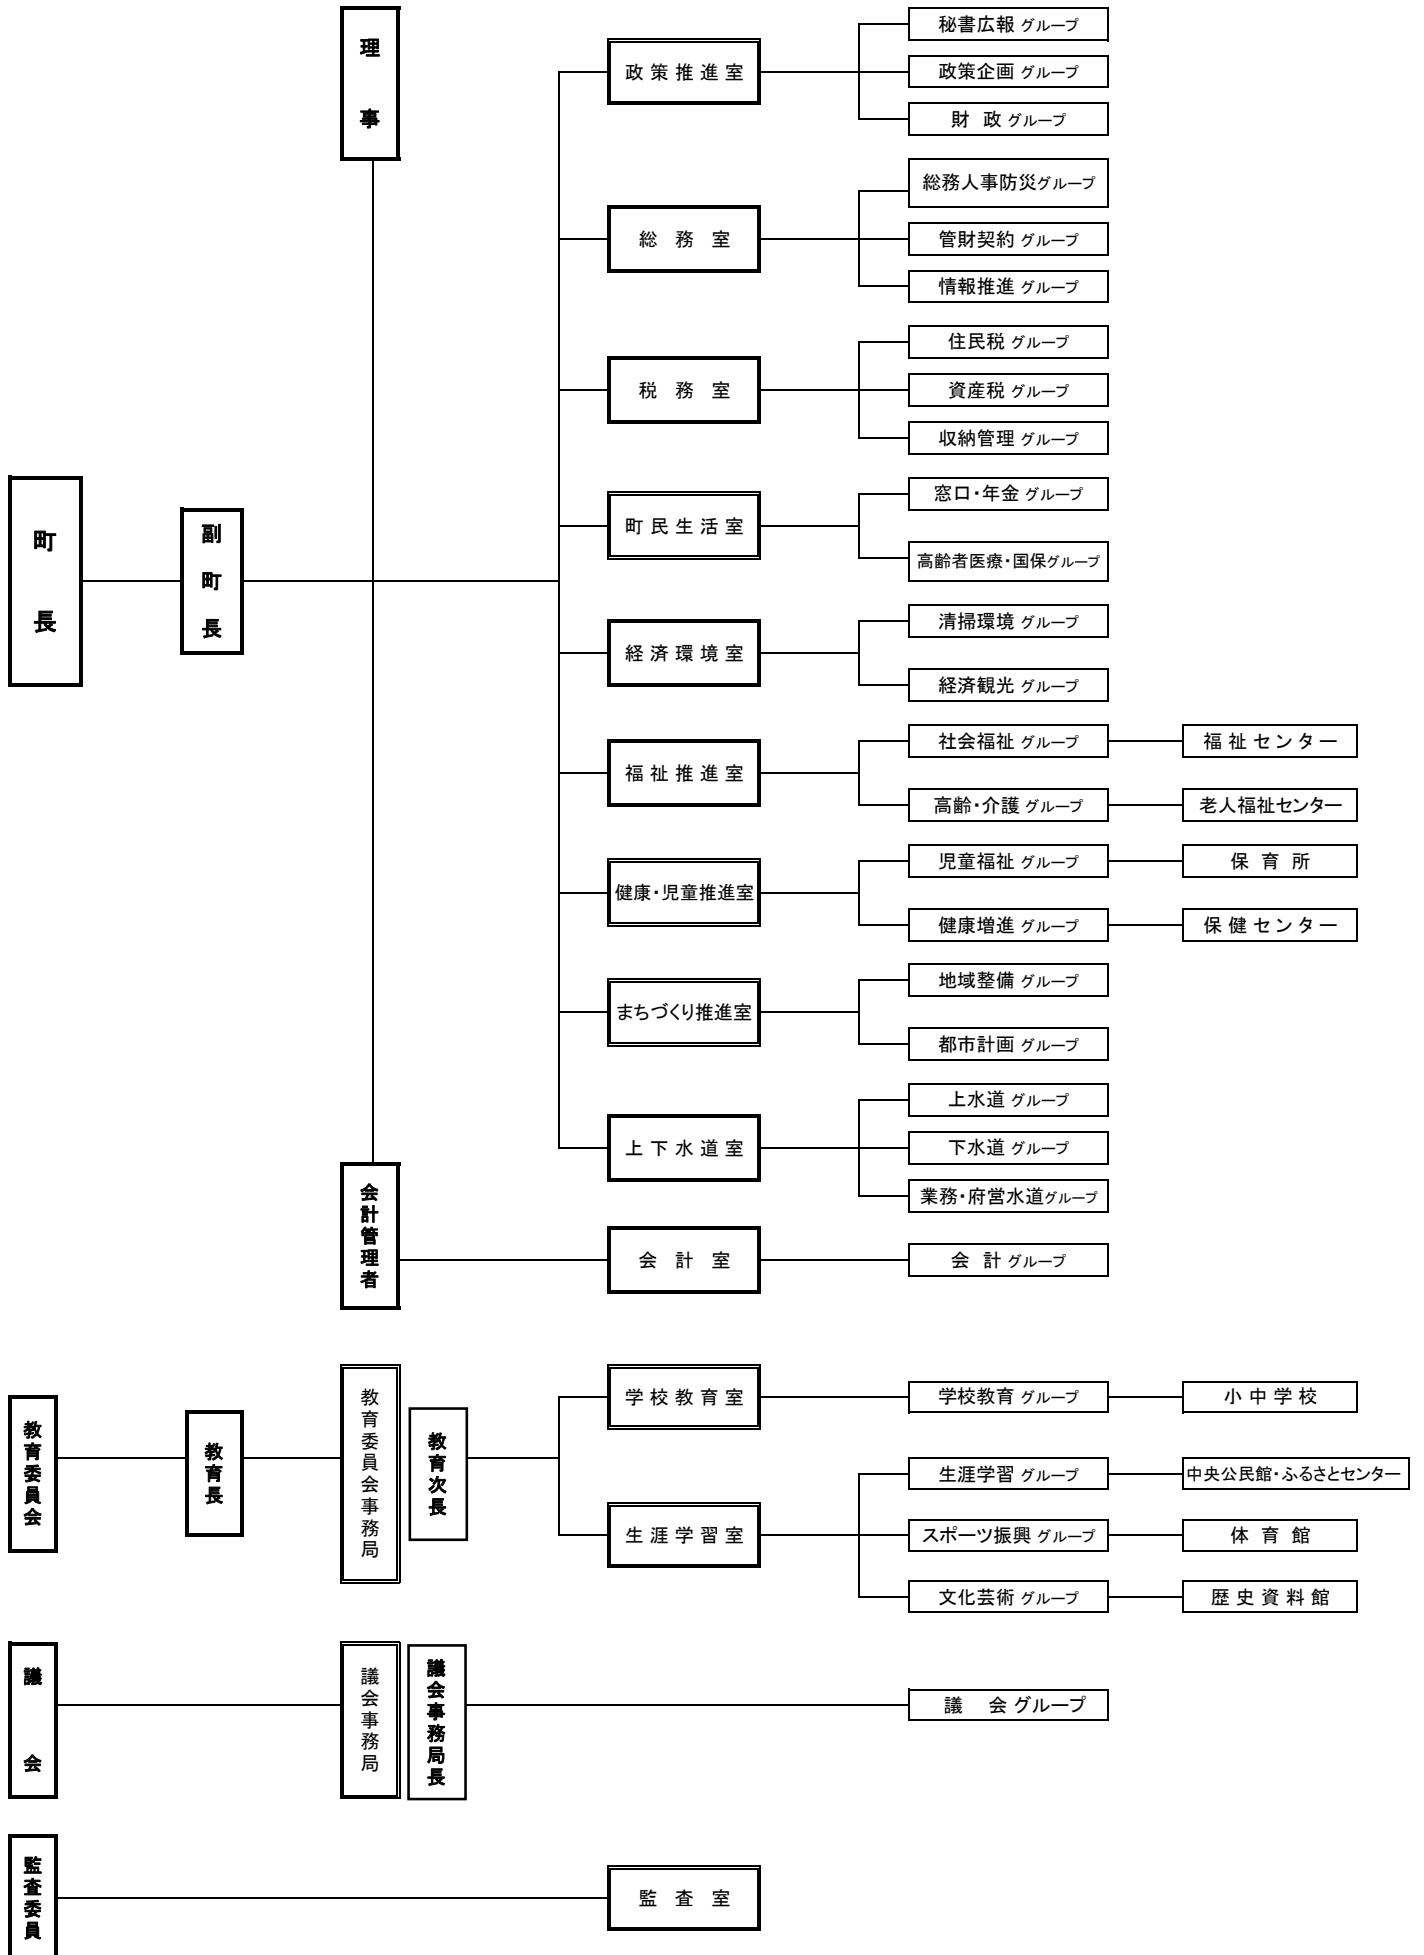 理事
政策推進室
秘書広報 グループ
政策企画 グループ
財 政 グループ
総務室
総務人事防災グループ
管財契約 グループ
情報推進 グループ
税務室
住民税 グループ
資産税 グループ
収納管理 グループ
町長
副町長
町民生活室
窓口・年金 グループ
高齢者医療・国保グループ
経済環境室
清掃環境 グループ
経済観光 グループ
福祉推進室
社会福祉 グループ
福祉センター
高齢・介護 グループ
老人福祉センター
健康・児童推進室
児童福祉 グループ
保育所
健康増進 グループ
保健センター
まちづくり推進室
地域整備 グループ
都市計画 グループ
上下水道室
上水道 グループ
下水道 グループ
業務・府営水道グループ
会計管理者
会計室
会 計 グループ
教育委員会
教育長
教育委員会事務局
教育次長
学校教育室
学校教育 グループ
小中学校
生涯学習室
生涯学習 グループ
中央公民館・ふるさとセンター
スポーツ振興 グループ
体育館
文化芸術 グループ
歴史資料館
議会
議会事務局
議会事務局長
議 会 グループ
監査委員
監査室